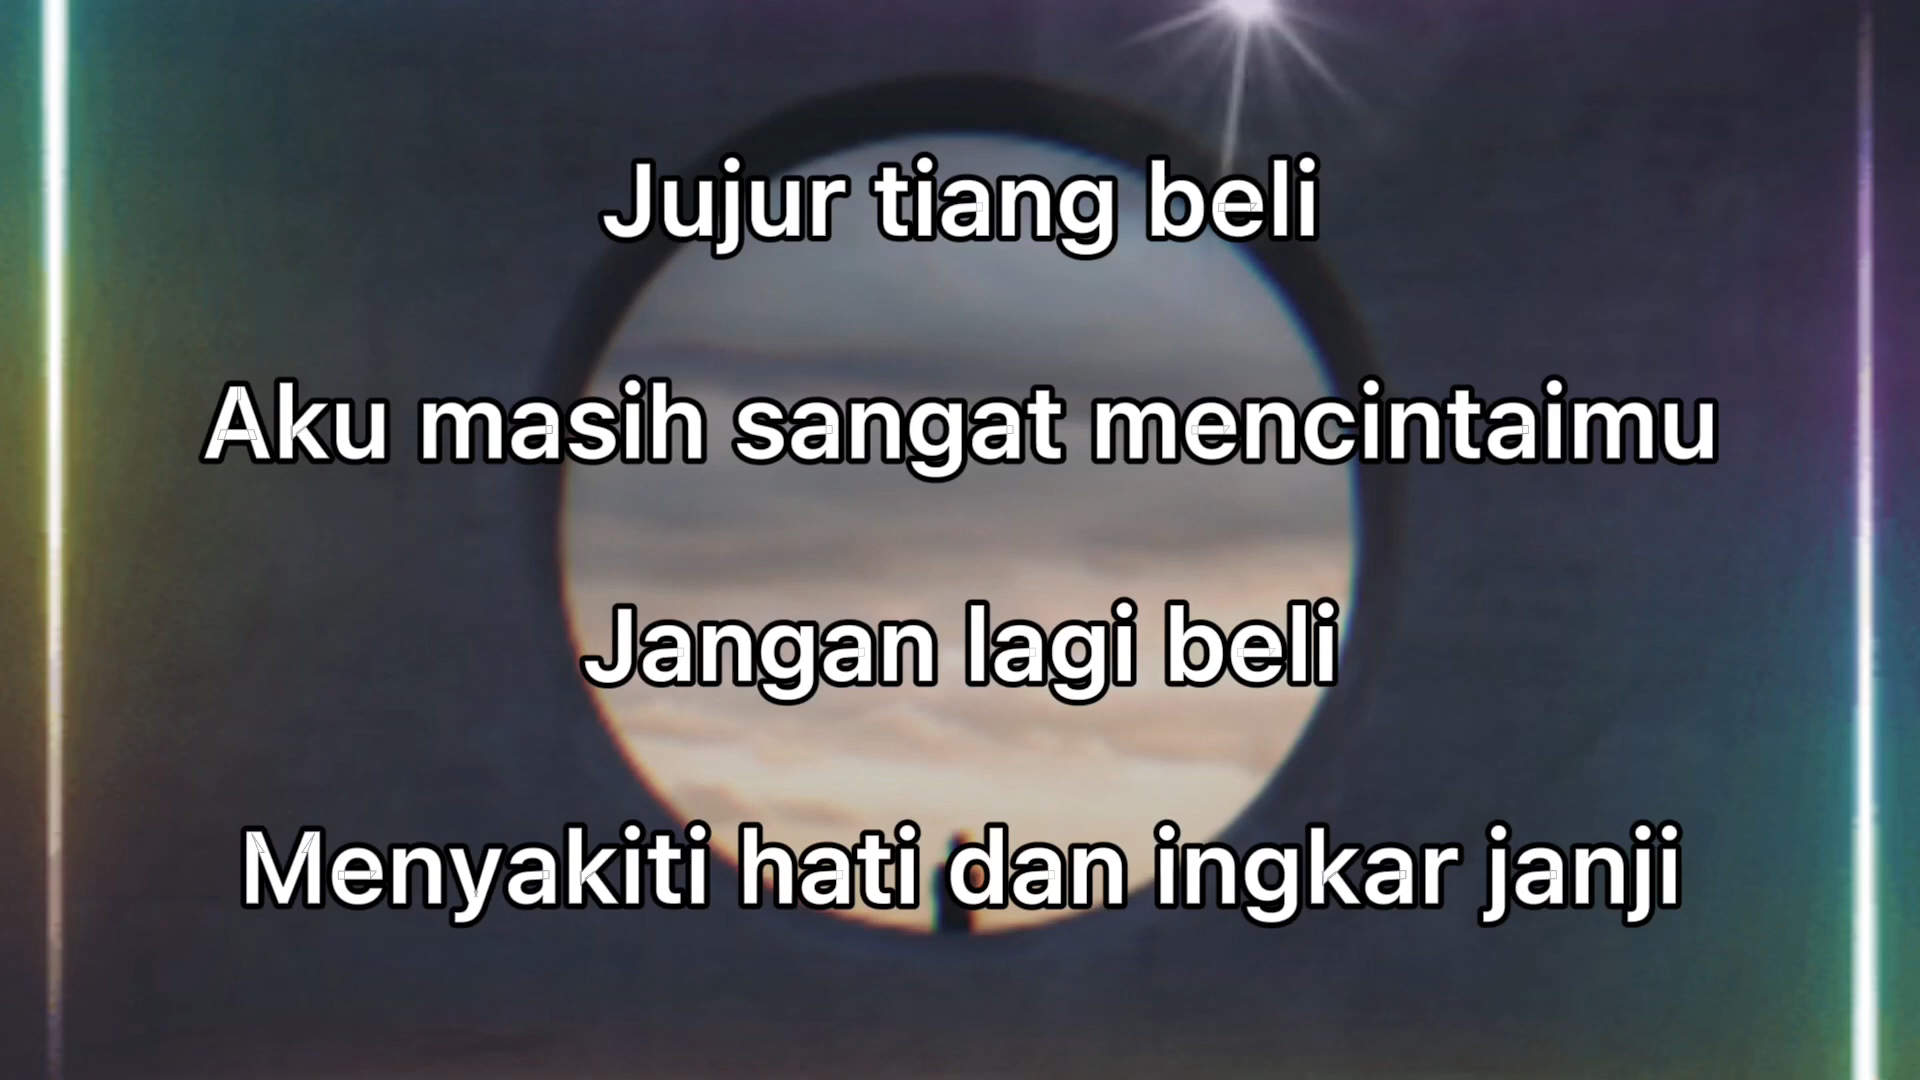 Jujur tiang beli
Aku masih sangat mencintaimu
Jangan lagi beli
Menyakiti hati dan ingkar janji